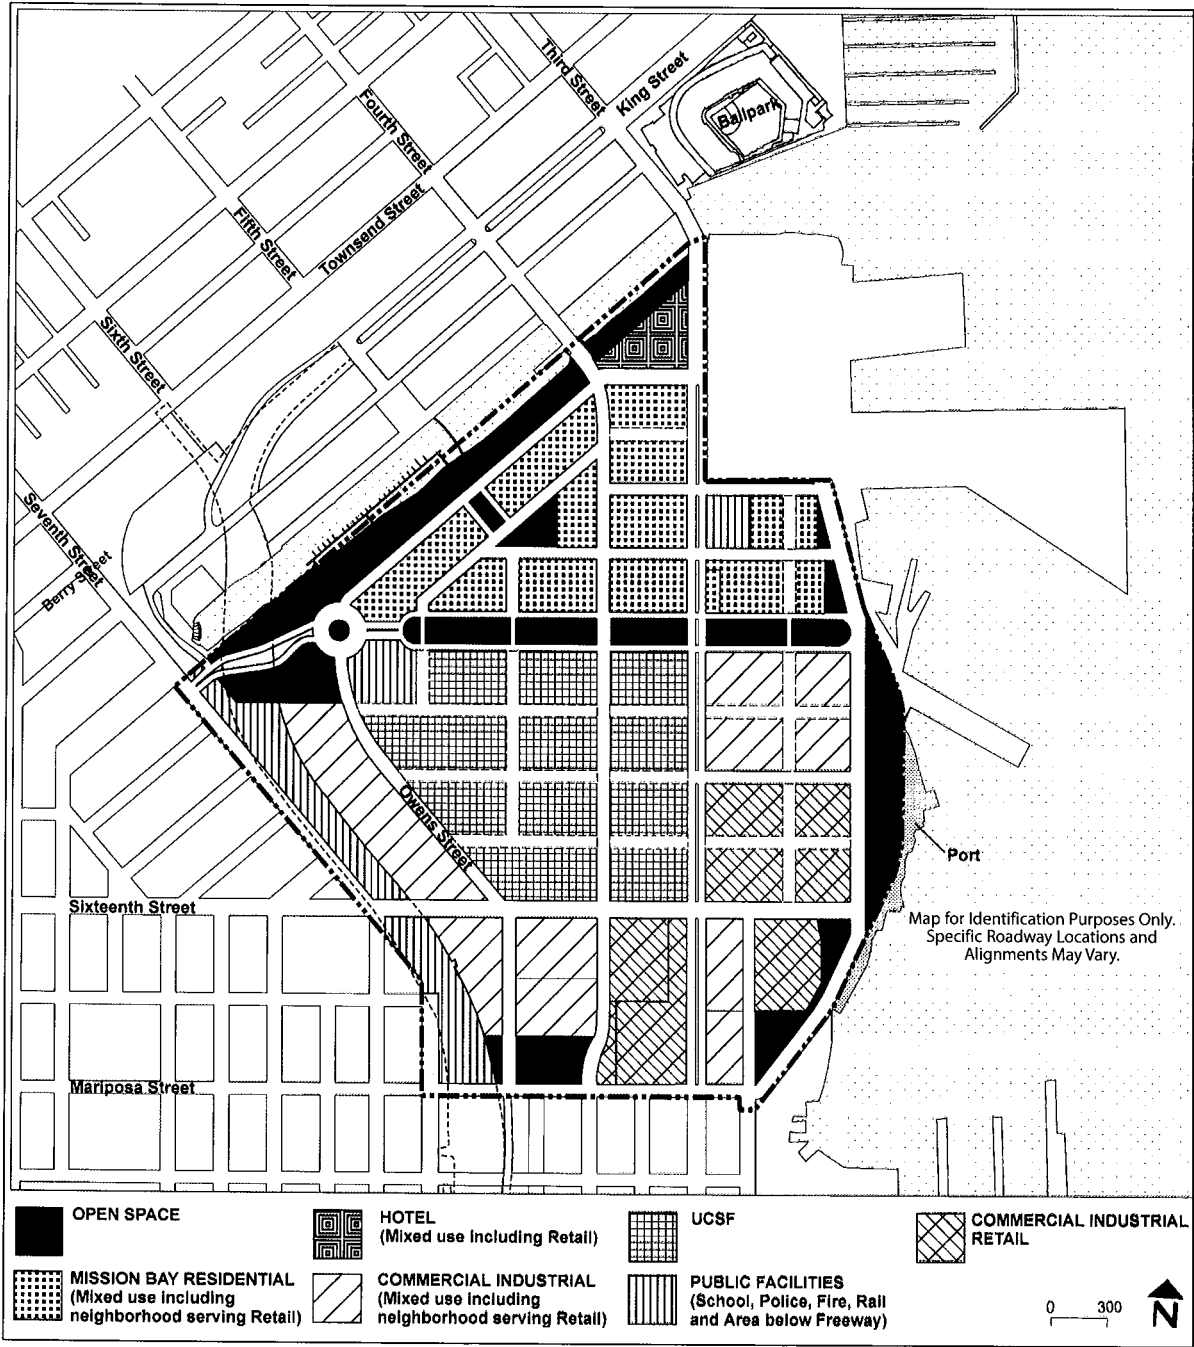 Third Street
King Street
Ballpark
Fourth Street
Townsend Street
Fifth Street
Sixth Street
Seventh Street
Berry Street
Owens Street
Port
Sixteenth Street
Map for Identification Purposes Only.
Specific Roadway Locations and
Alignments May Vary.
Mariposa Street
OPEN SPACE
HOTEL
(Mixed use including Retail)
UCSF
COMMERCIAL INDUSTRIAL
RETAIL
MISSION BAY RESIDENTIAL
(Mixed use including
neighborhood serving Retail)
COMMERCIAL INDUSTRIAL
(Mixed use including
neighborhood serving Retail)
PUBLIC FACILITIES
(School, Police, Fire, Rail
and Area below Freeway)
0 300
N